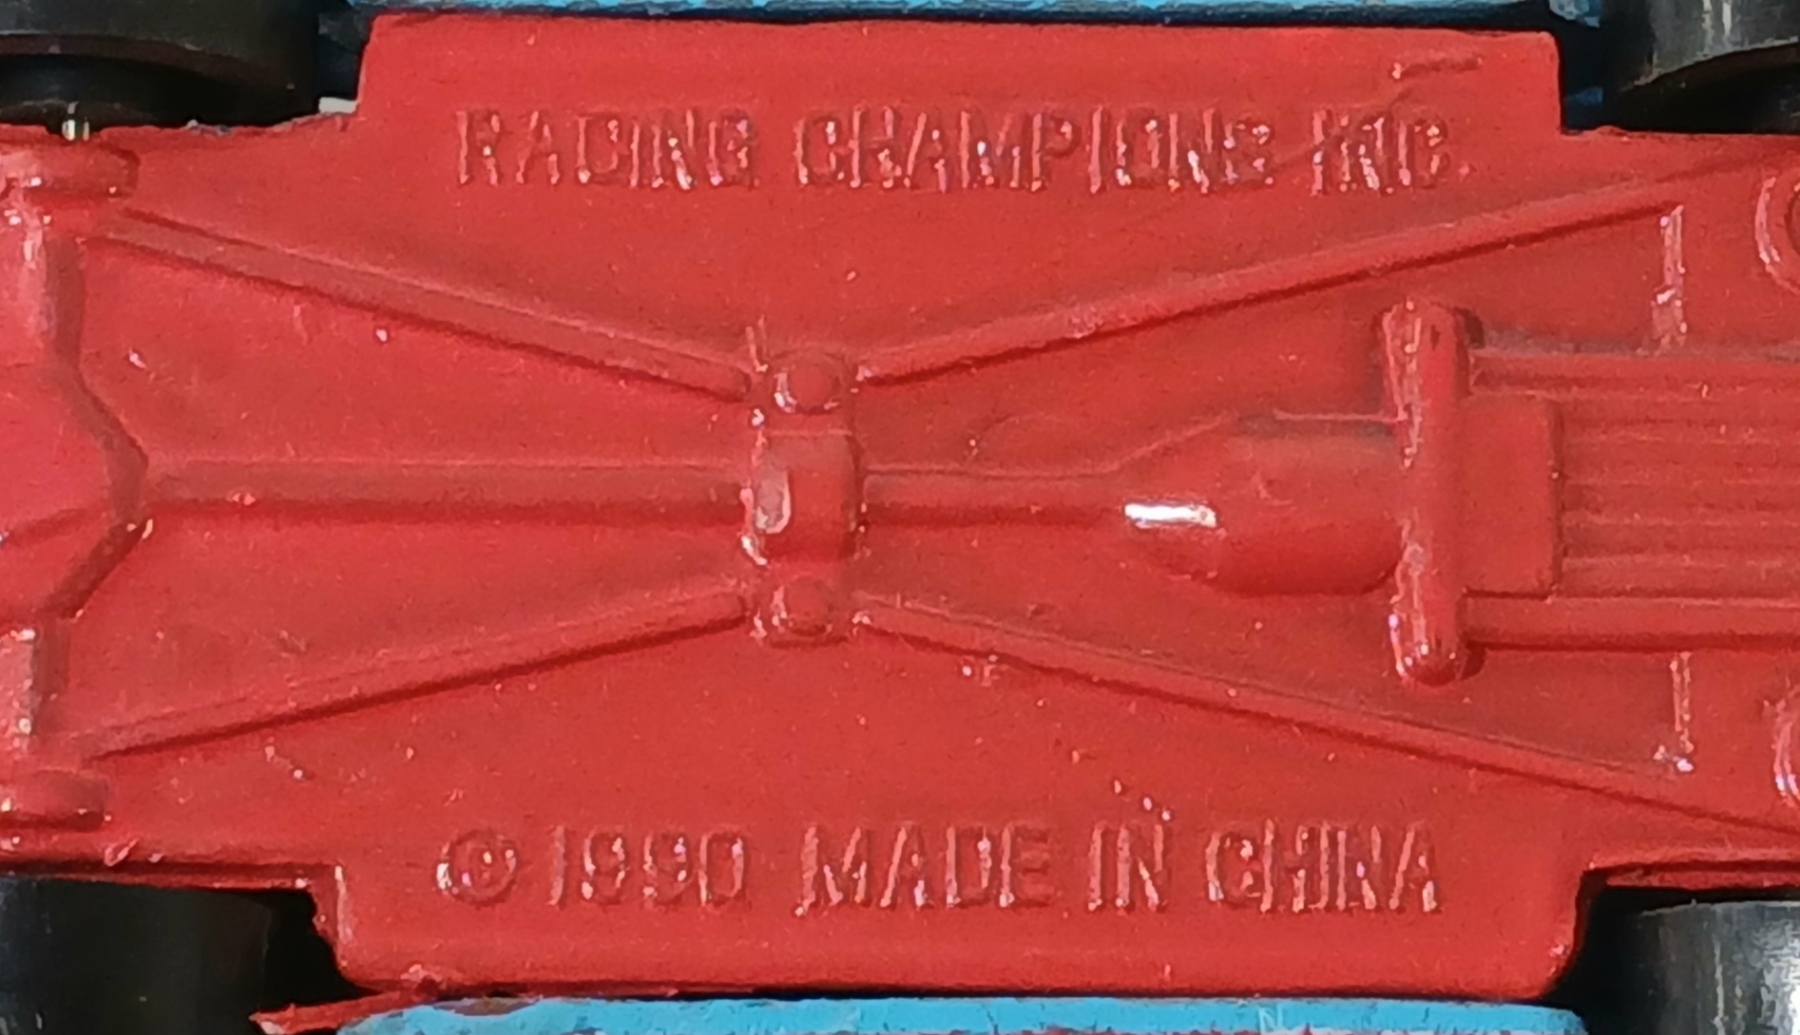 RACING CHAMPIONS INC.
© 1990 MADE IN CHINA